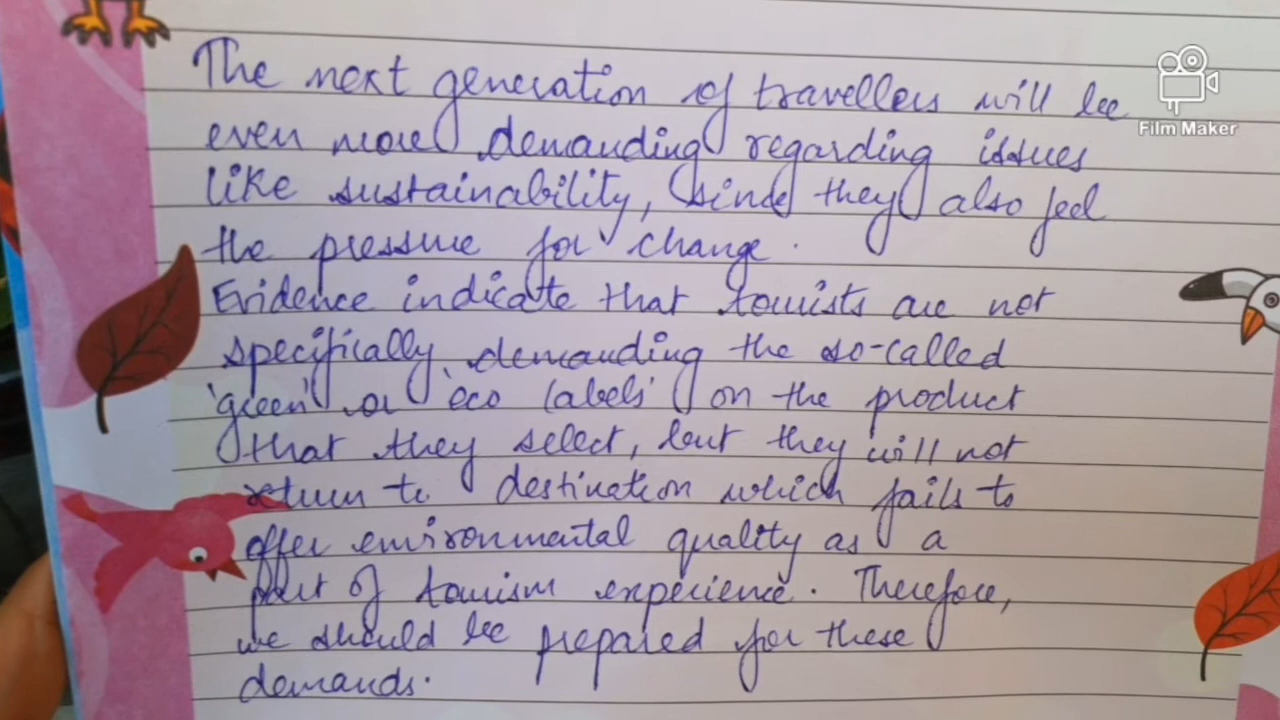 The next generation of travellers will be
Film Maker
even more demanding regarding issues
like sustainability, since they also feel
the pressure for change.
Evidence indicate that tourists are not
specifically demanding the so-called
'green' or 'eco labels' on the product
that they select, but they will not
return to destination which fails to
offer environmental quality as a
part of tourism experience. Therefore,
we should be prepared for these
demands.